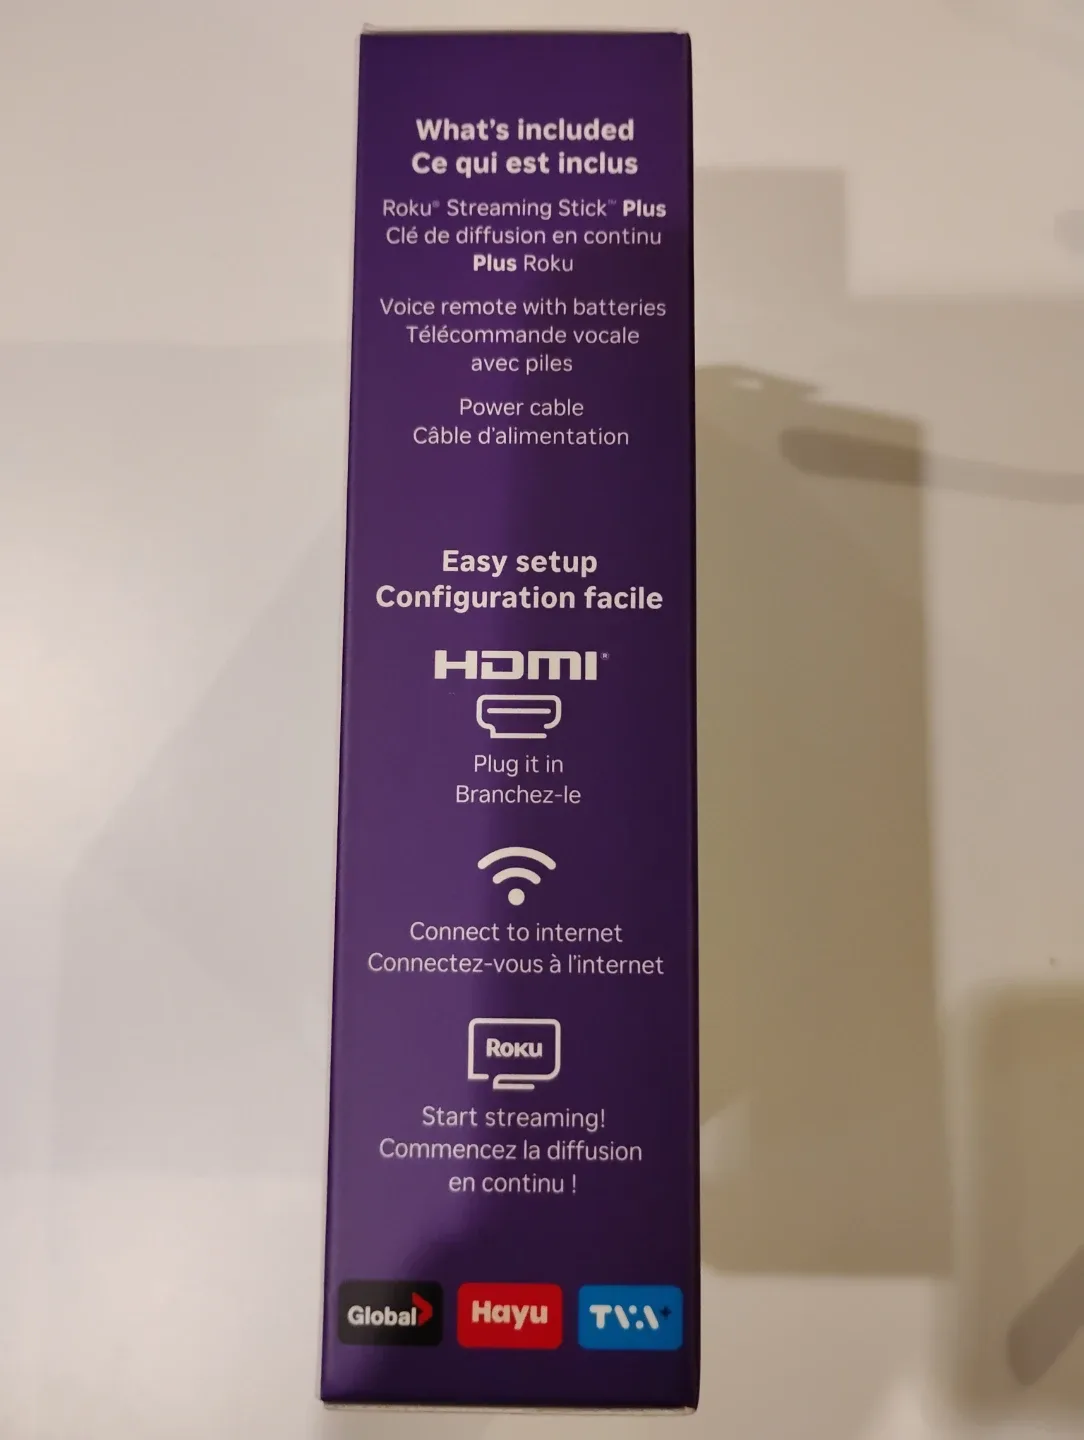 What's included
Ce qui est inclus
Roku® Streaming Stick™ Plus
Clé de diffusion en continu
Plus Roku
Voice remote with batteries
Télécommande vocale
avec piles
Power cable
Câble d'alimentation
Easy setup
Configuration facile
HDMI®
Plug it in
Branchez-le
Connect to internet
Connectez-vous à l'internet
Roku
Start streaming!
Commencez la diffusion
en continu !
Global Hayu TVA+